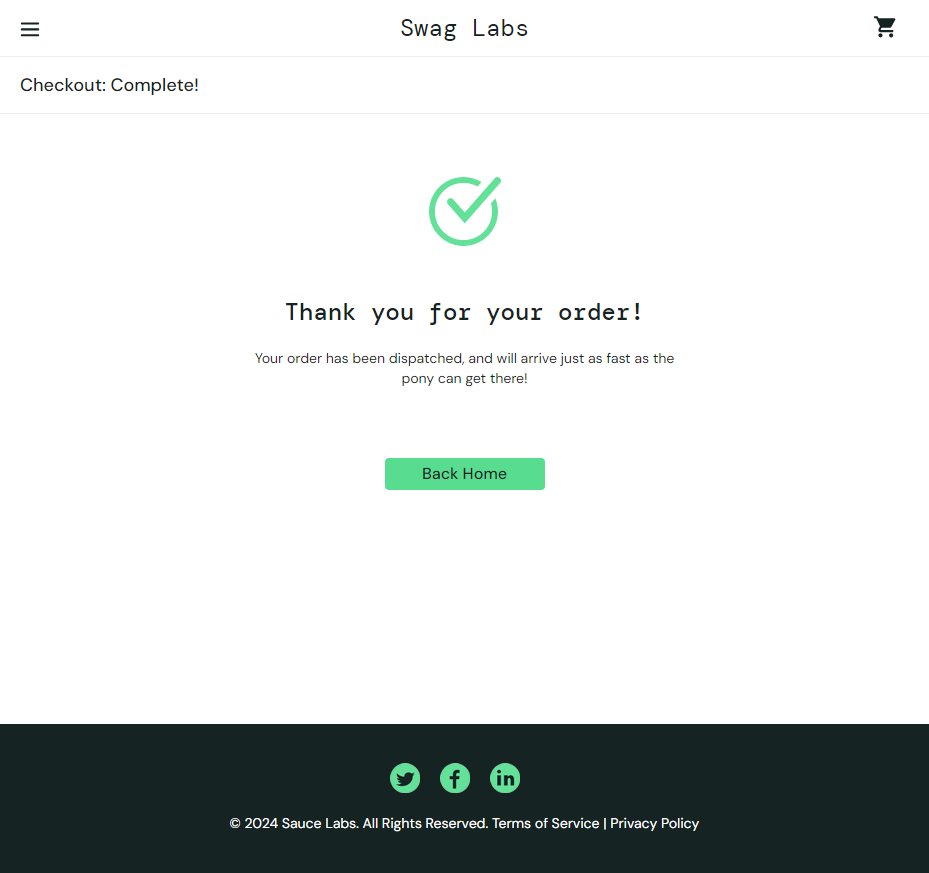 Swag Labs
Checkout: Complete!
Thank you for your order!
Your order has been dispatched, and will arrive just as fast as the
pony can get there!
Back Home
© 2024 Sauce Labs. All Rights Reserved. Terms of Service | Privacy Policy